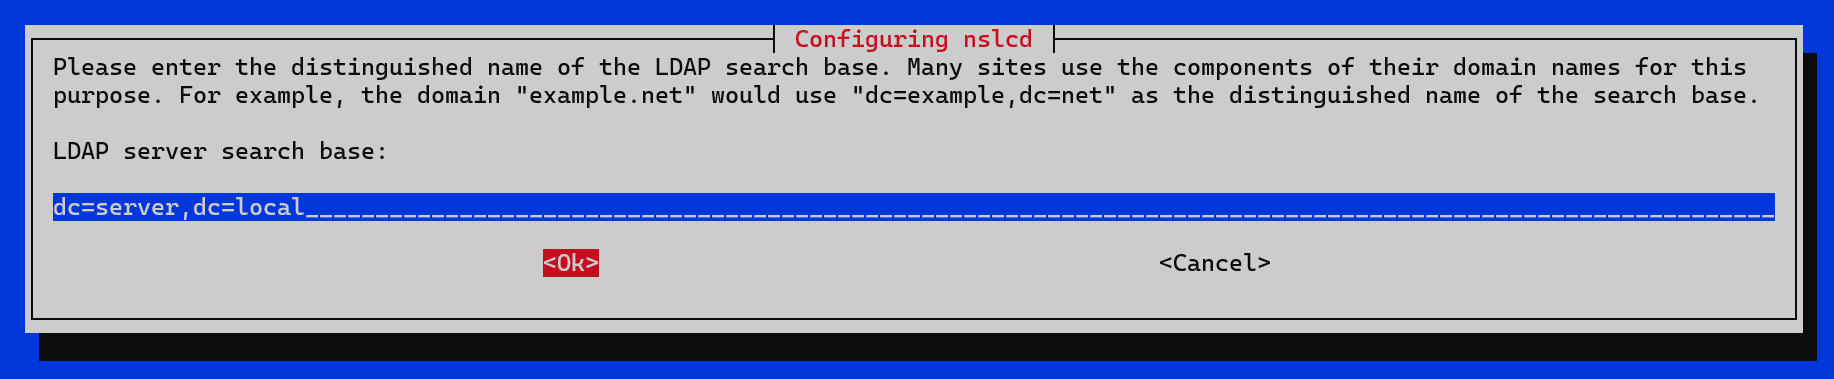 Configuring nslcd
Please enter the distinguished name of the LDAP search base. Many sites use the components of their domain names for this
purpose. For example, the domain "example.net" would use "dc=example,dc=net" as the distinguished name of the search base.
LDAP server search base:
dc=server,dc=local_________________________________________________________________________________________________________
<Ok> <Cancel>